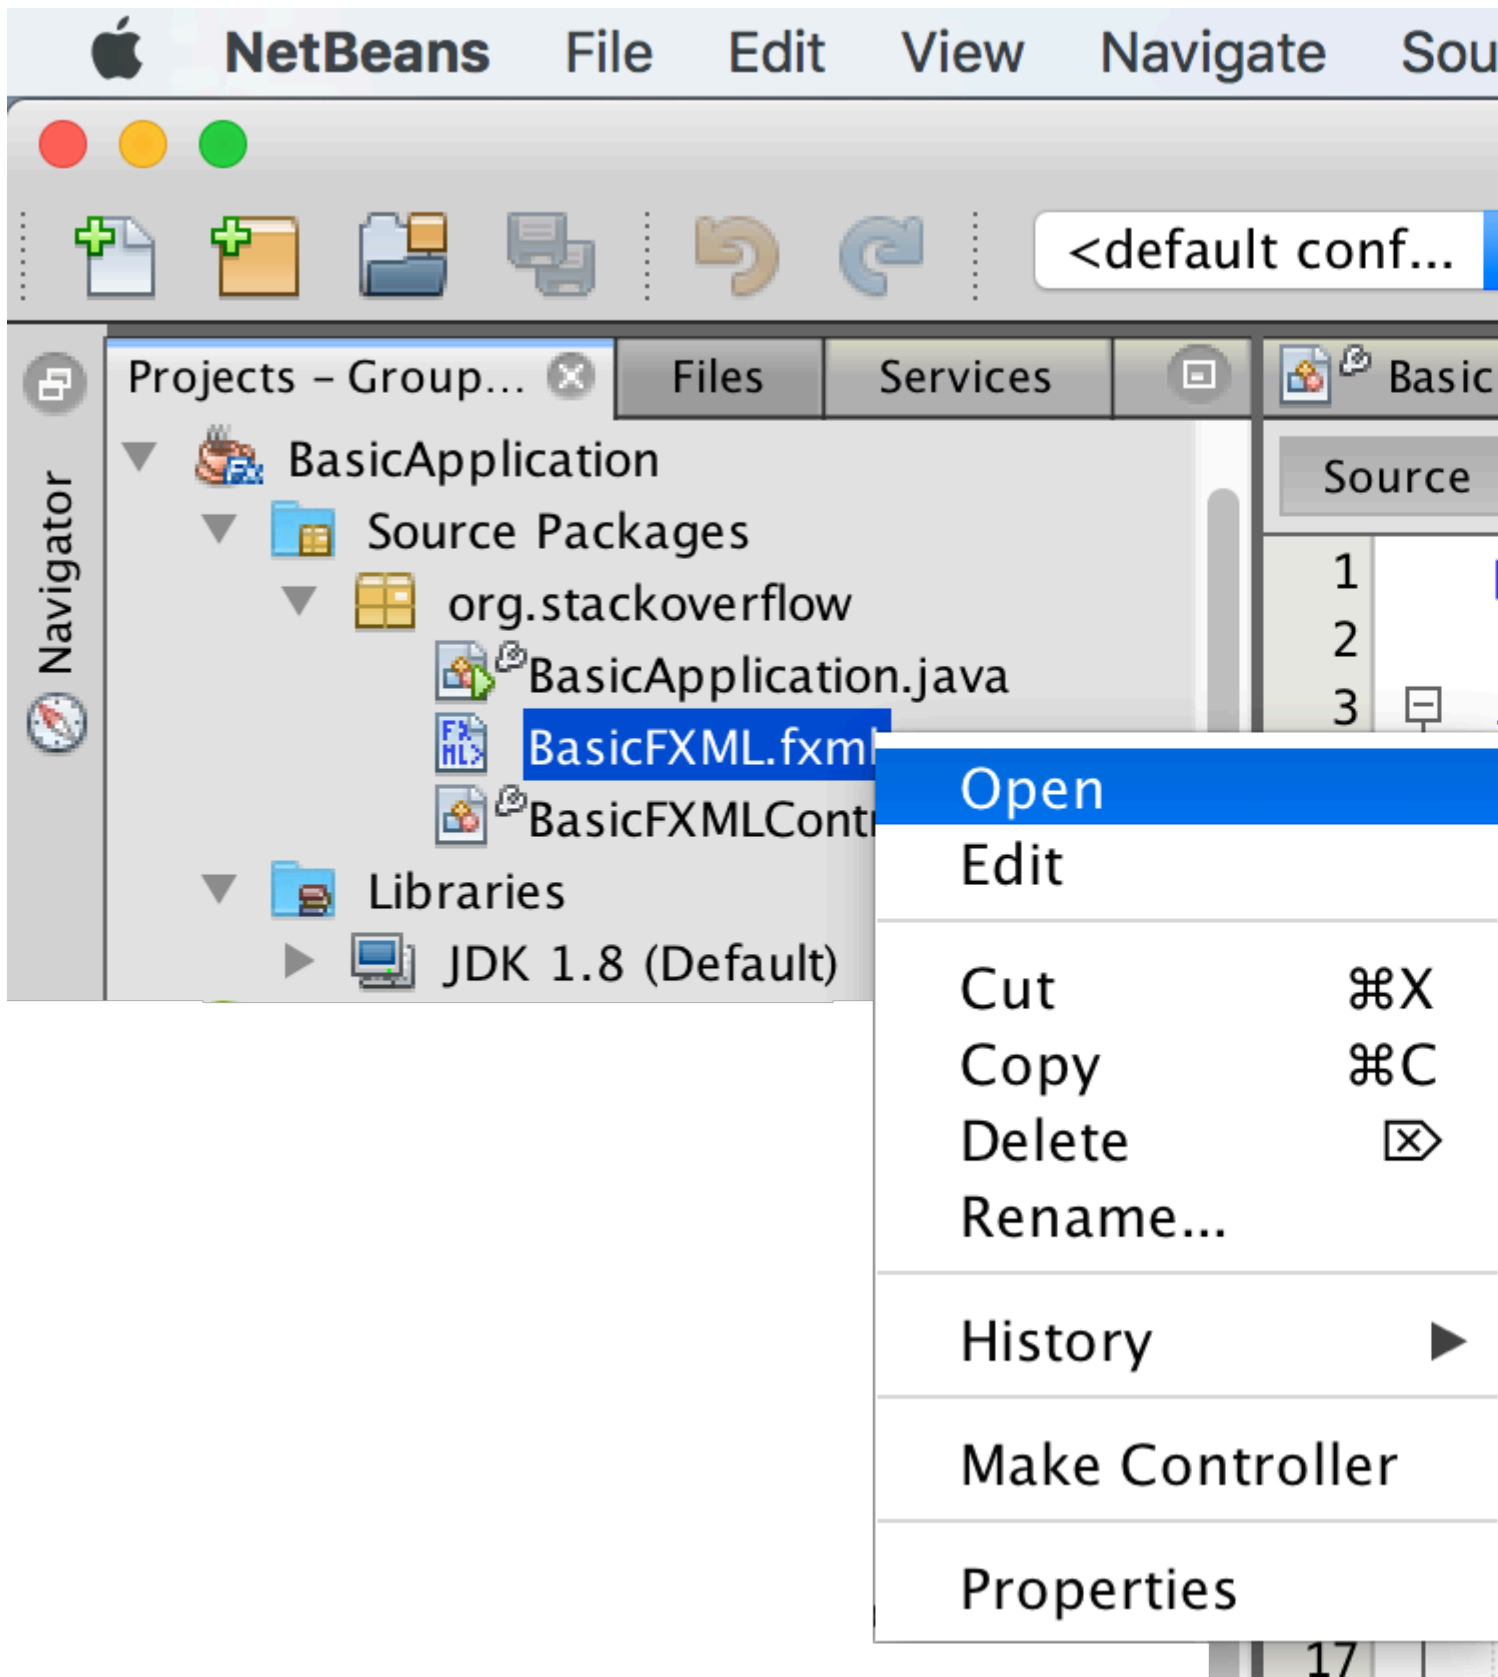 NetBeans File Edit View Navigate Sou
<default conf...
Projects – Group... Files Services Basic
Navigator
BasicApplication
Source
Source Packages
1
org.stackoverflow
2
BasicApplication.java
3
BasicFXML.fxml
Open
BasicFXMLContr
Edit
Libraries
JDK 1.8 (Default)
Cut ⌘X
Copy ⌘C
Delete ⌦
Rename...
History
Make Controller
Properties
17